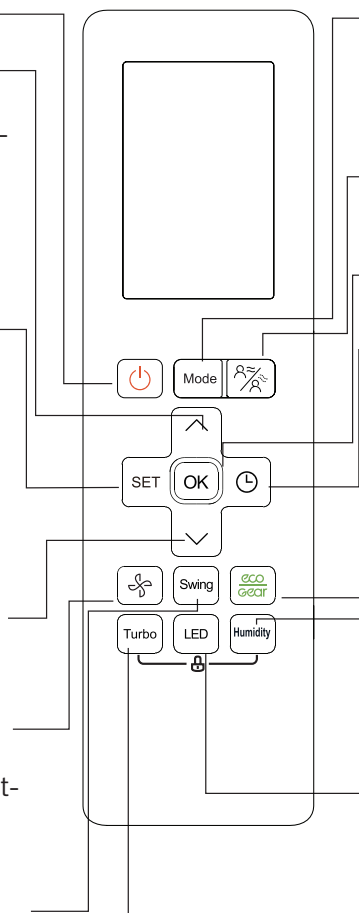 -
Mode
SET OK
Swing eco
Gear
Turbo LED Humidity
t-